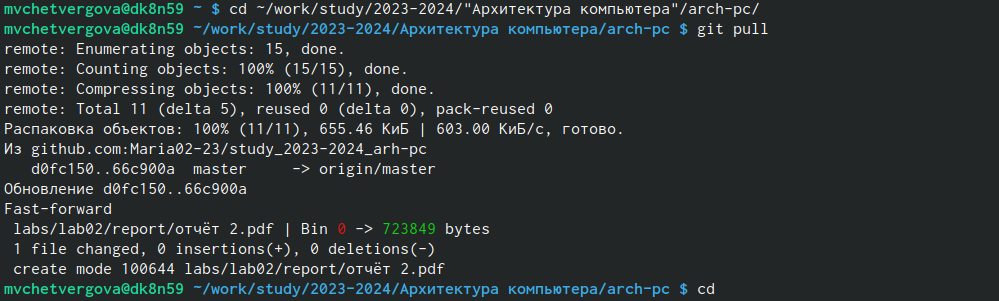 mvchetvergova@dk8n59 ~ $ cd ~/work/study/2023-2024/"Архитектура компьютера"/arch-pc/
mvchetvergova@dk8n59 ~/work/study/2023-2024/Архитектура компьютера/arch-pc $ git pull
remote: Enumerating objects: 15, done.
remote: Counting objects: 100% (15/15), done.
remote: Compressing objects: 100% (11/11), done.
remote: Total 11 (delta 5), reused 0 (delta 0), pack-reused 0
Распаковка объектов: 100% (11/11), 655.46 КиБ | 603.00 КиБ/с, готово.
Из github.com:Maria02-23/study_2023-2024_arh-pc
   d0fc150..66c900a  master     -> origin/master
Обновление d0fc150..66c900a
Fast-forward
 labs/lab02/report/отчёт 2.pdf | Bin 0 -> 723849 bytes
 1 file changed, 0 insertions(+), 0 deletions(-)
 create mode 100644 labs/lab02/report/отчёт 2.pdf
mvchetvergova@dk8n59 ~/work/study/2023-2024/Архитектура компьютера/arch-pc $ cd